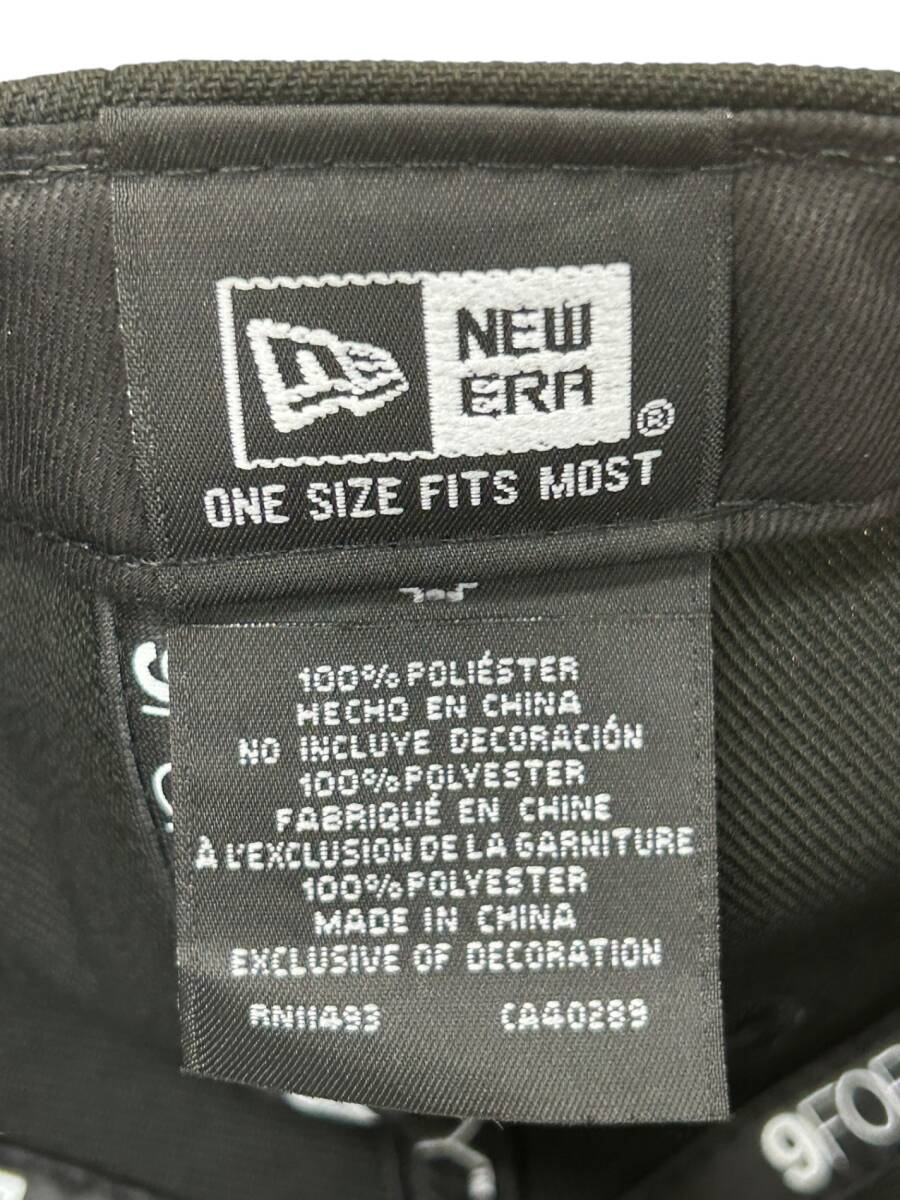 NEW
ERA
®
ONE SIZE FITS MOST
100% POLIÉSTER
HECHO EN CHINA
NO INCLUYE DECORACIÓN
100% POLYESTER
FABRIQUÉ EN CHINE
À L'EXCLUSION DE LA GARNITURE
100% POLYESTER
MADE IN CHINA
EXCLUSIVE OF DECORATION
RN11493 CA40289